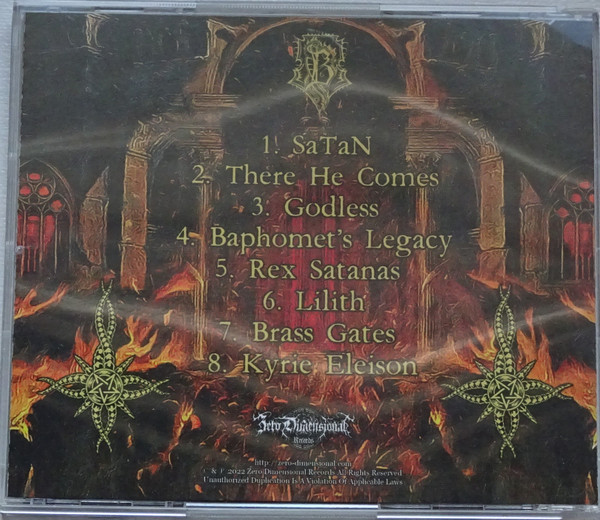 B
1. SaTaN
2. There He Comes
3. Godless
4. Baphomet's Legacy
5. Rex Satanas
6. Lilith
7. Brass Gates
8. Kyrie Eleison
Zero Dimensional
Records
http://zero-dimensional.com
C & P 2022 Zero Dimensional Records All Rights Reserved
Unauthorized Duplication Is A Violation Of Applicable Laws